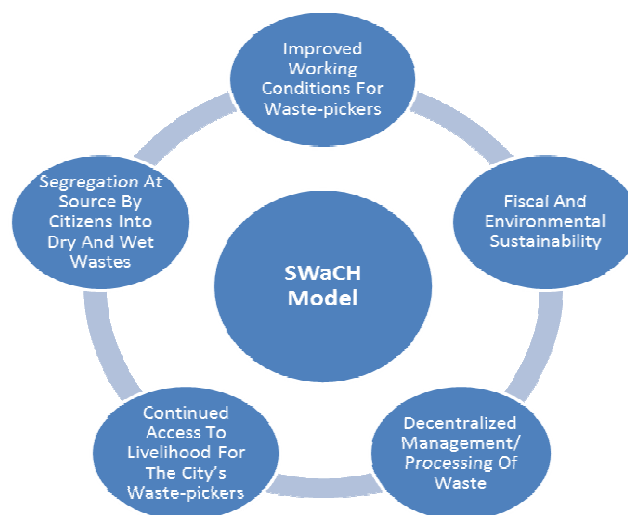 Improved
Working
Conditions For
Waste-pickers
Fiscal And
Environmental
Sustainability
Decentralized
Management/
Processing Of
Waste
Continued
Access To
Livelihood For
The City's
Waste-pickers
Segregation At
Source By
Citizens Into
Dry And Wet
Wastes
SWaCH
Model